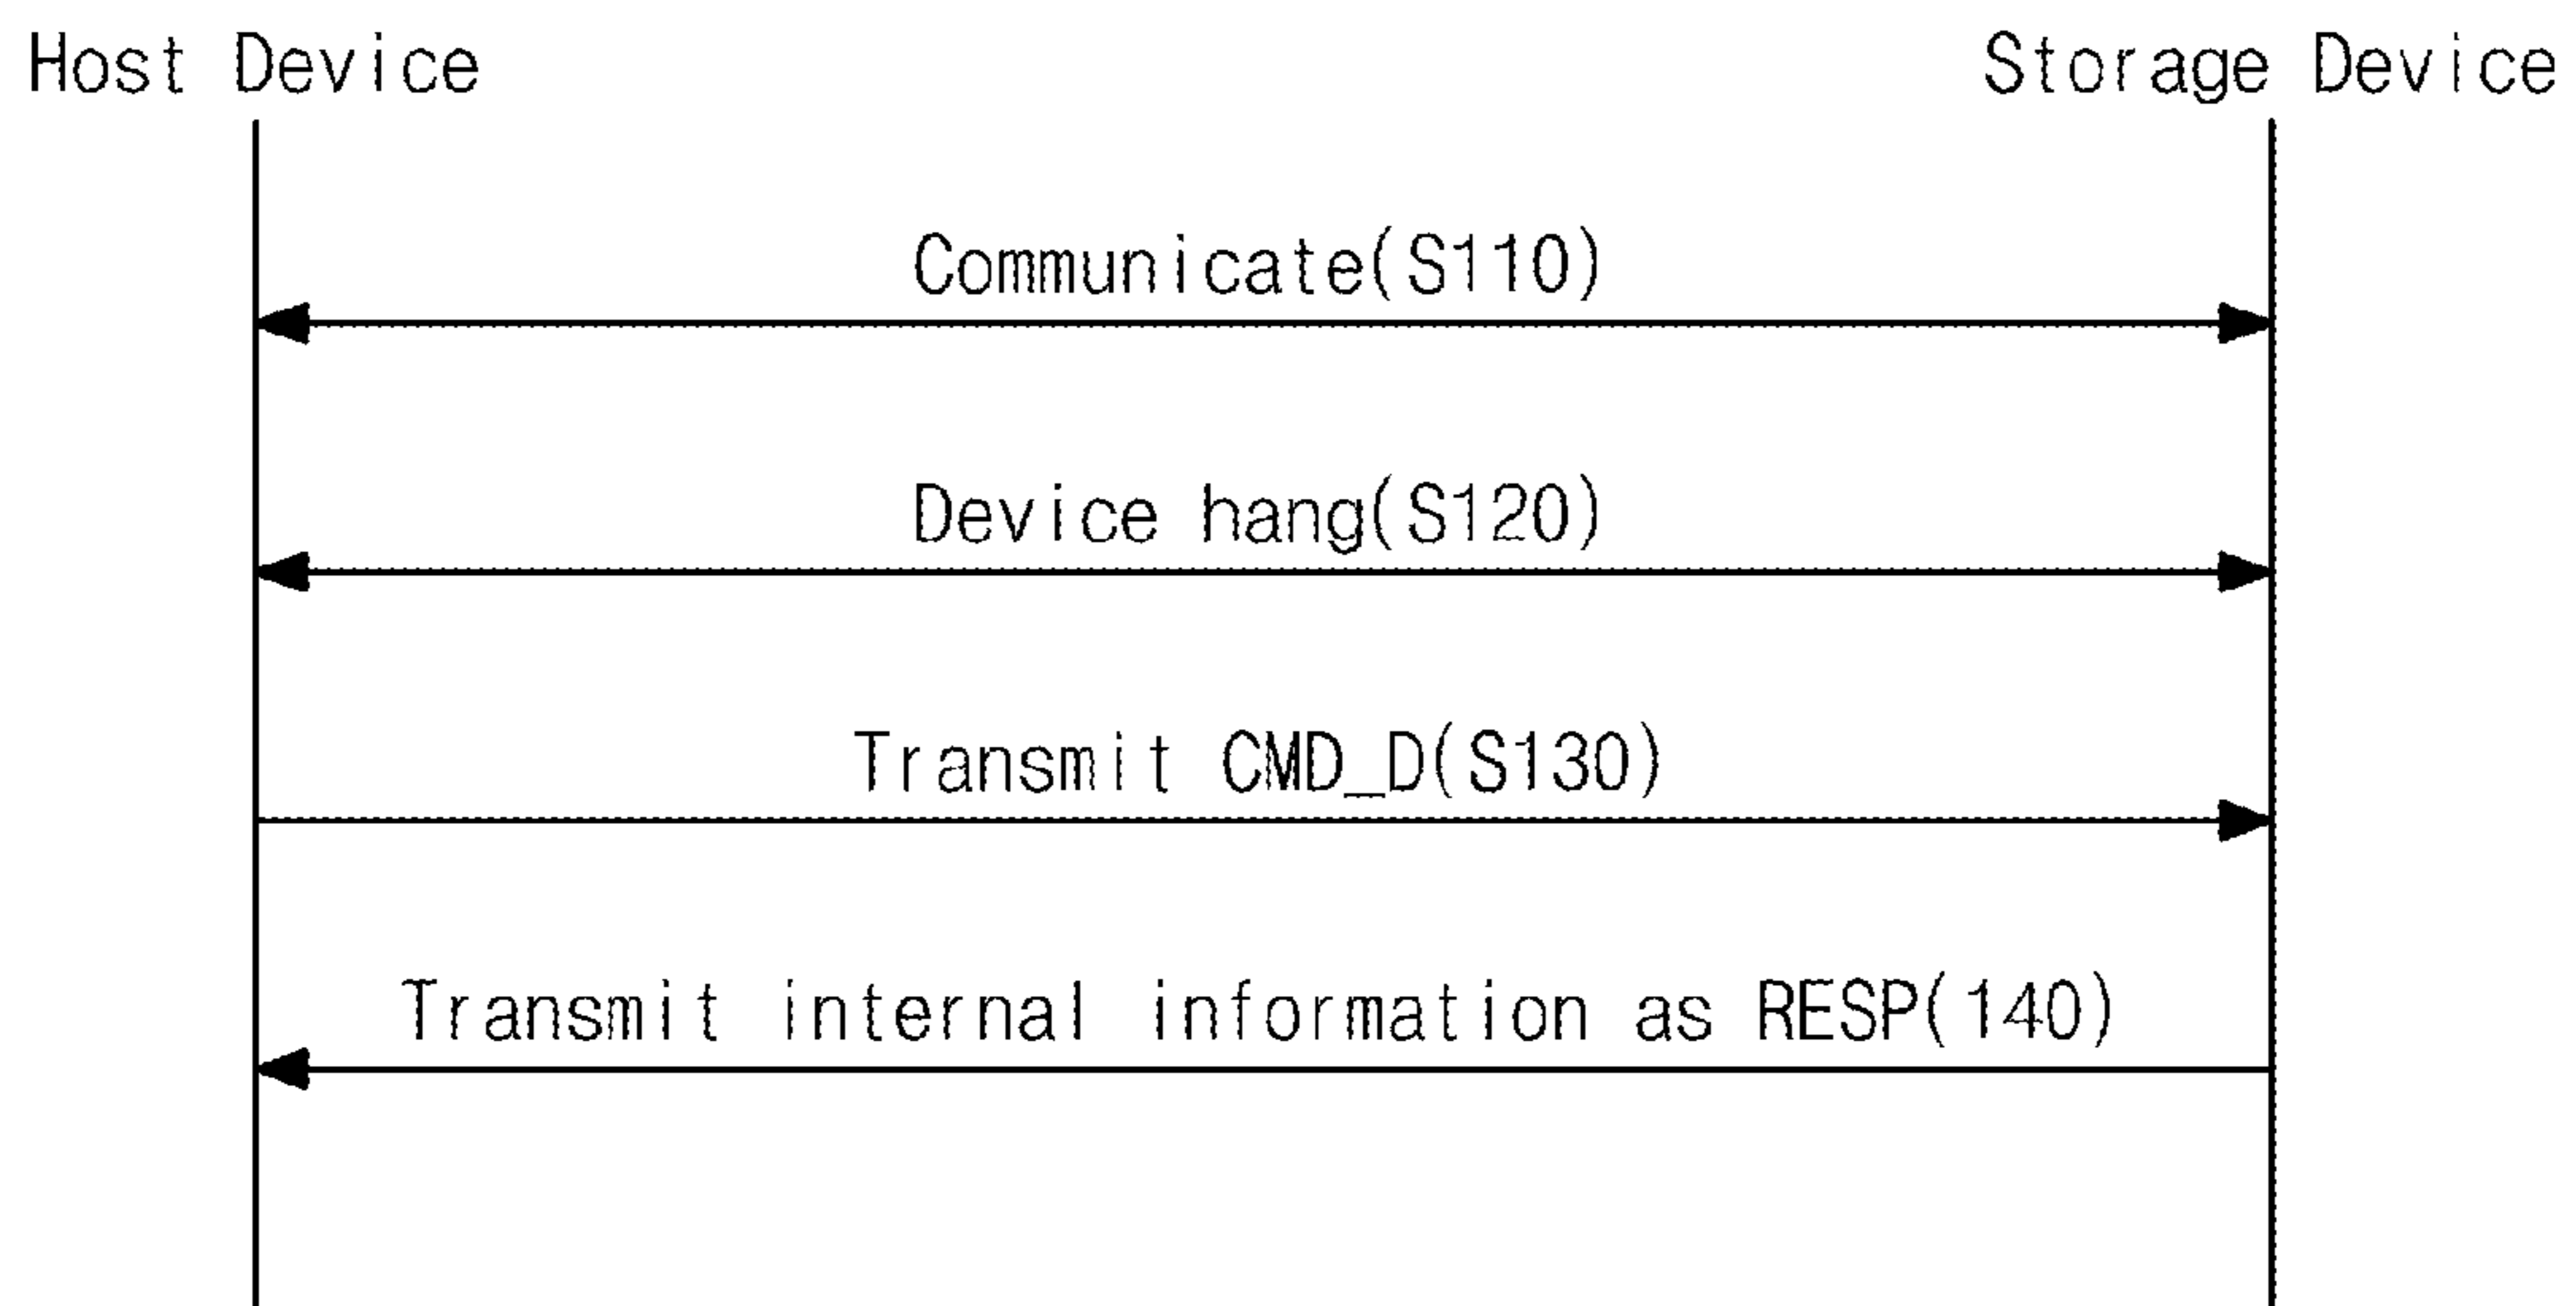 Host Device
Storage Device
Communicate(S110)
Device hang(S120)
Transmit CMD_D(S130)
Transmit internal information as RESP(140)